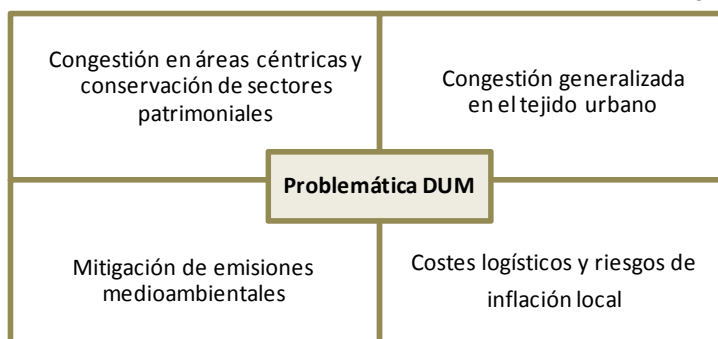 Congestión en áreas céntricas y
conservación de sectores
patrimoniales
Congestión generalizada
en el tejido urbano
Problemática DUM
Mitigación de emisiones
medioambientales
Costes logísticos y riesgos de
inflación local